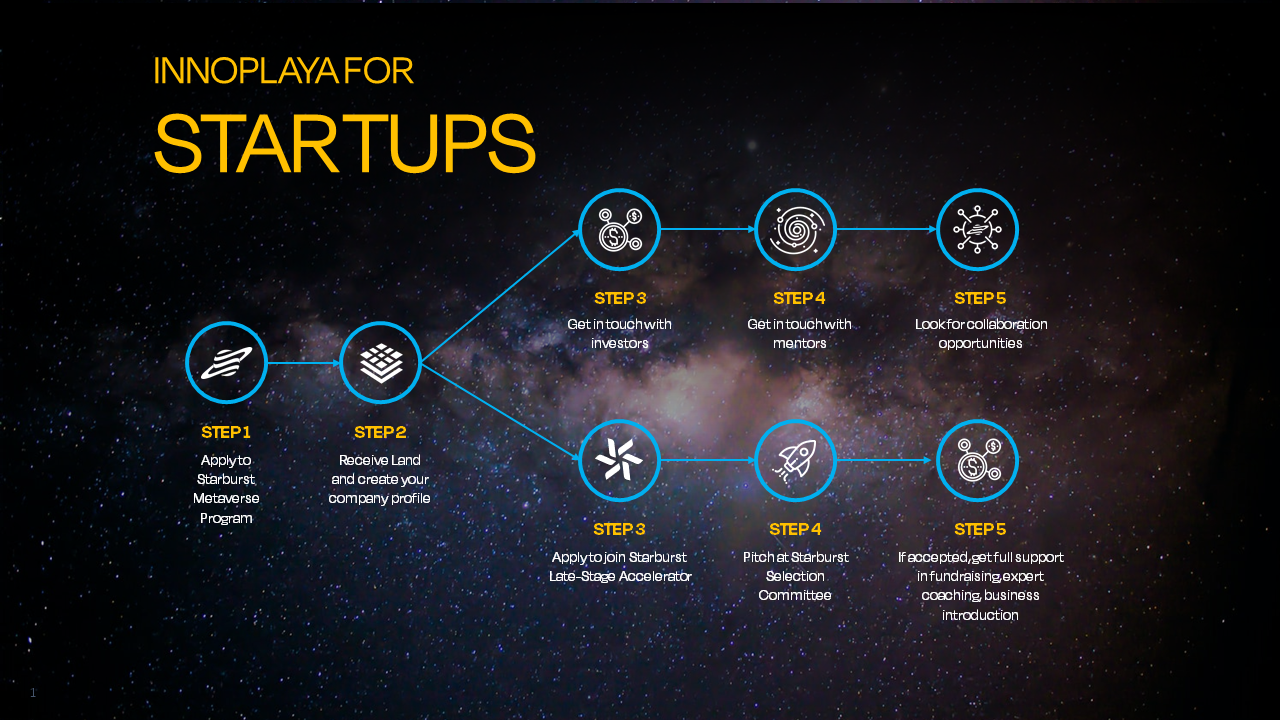 INNOPLAYA FOR
STARTUPS
STEP 1
Apply to
Starburst
Metaverse
Program
STEP 2
Receive Land
and create your
company profile
STEP 3
Get in touch with
investors
STEP 4
Get in touch with
mentors
STEP 5
Look for collaboration
opportunities
STEP 3
Apply to join Starburst
Late-Stage Accelerator
STEP 4
Pitch at Starburst
Selection
Committee
STEP 5
If accepted, get full support
in fundraising, expert
coaching, business
introduction
1